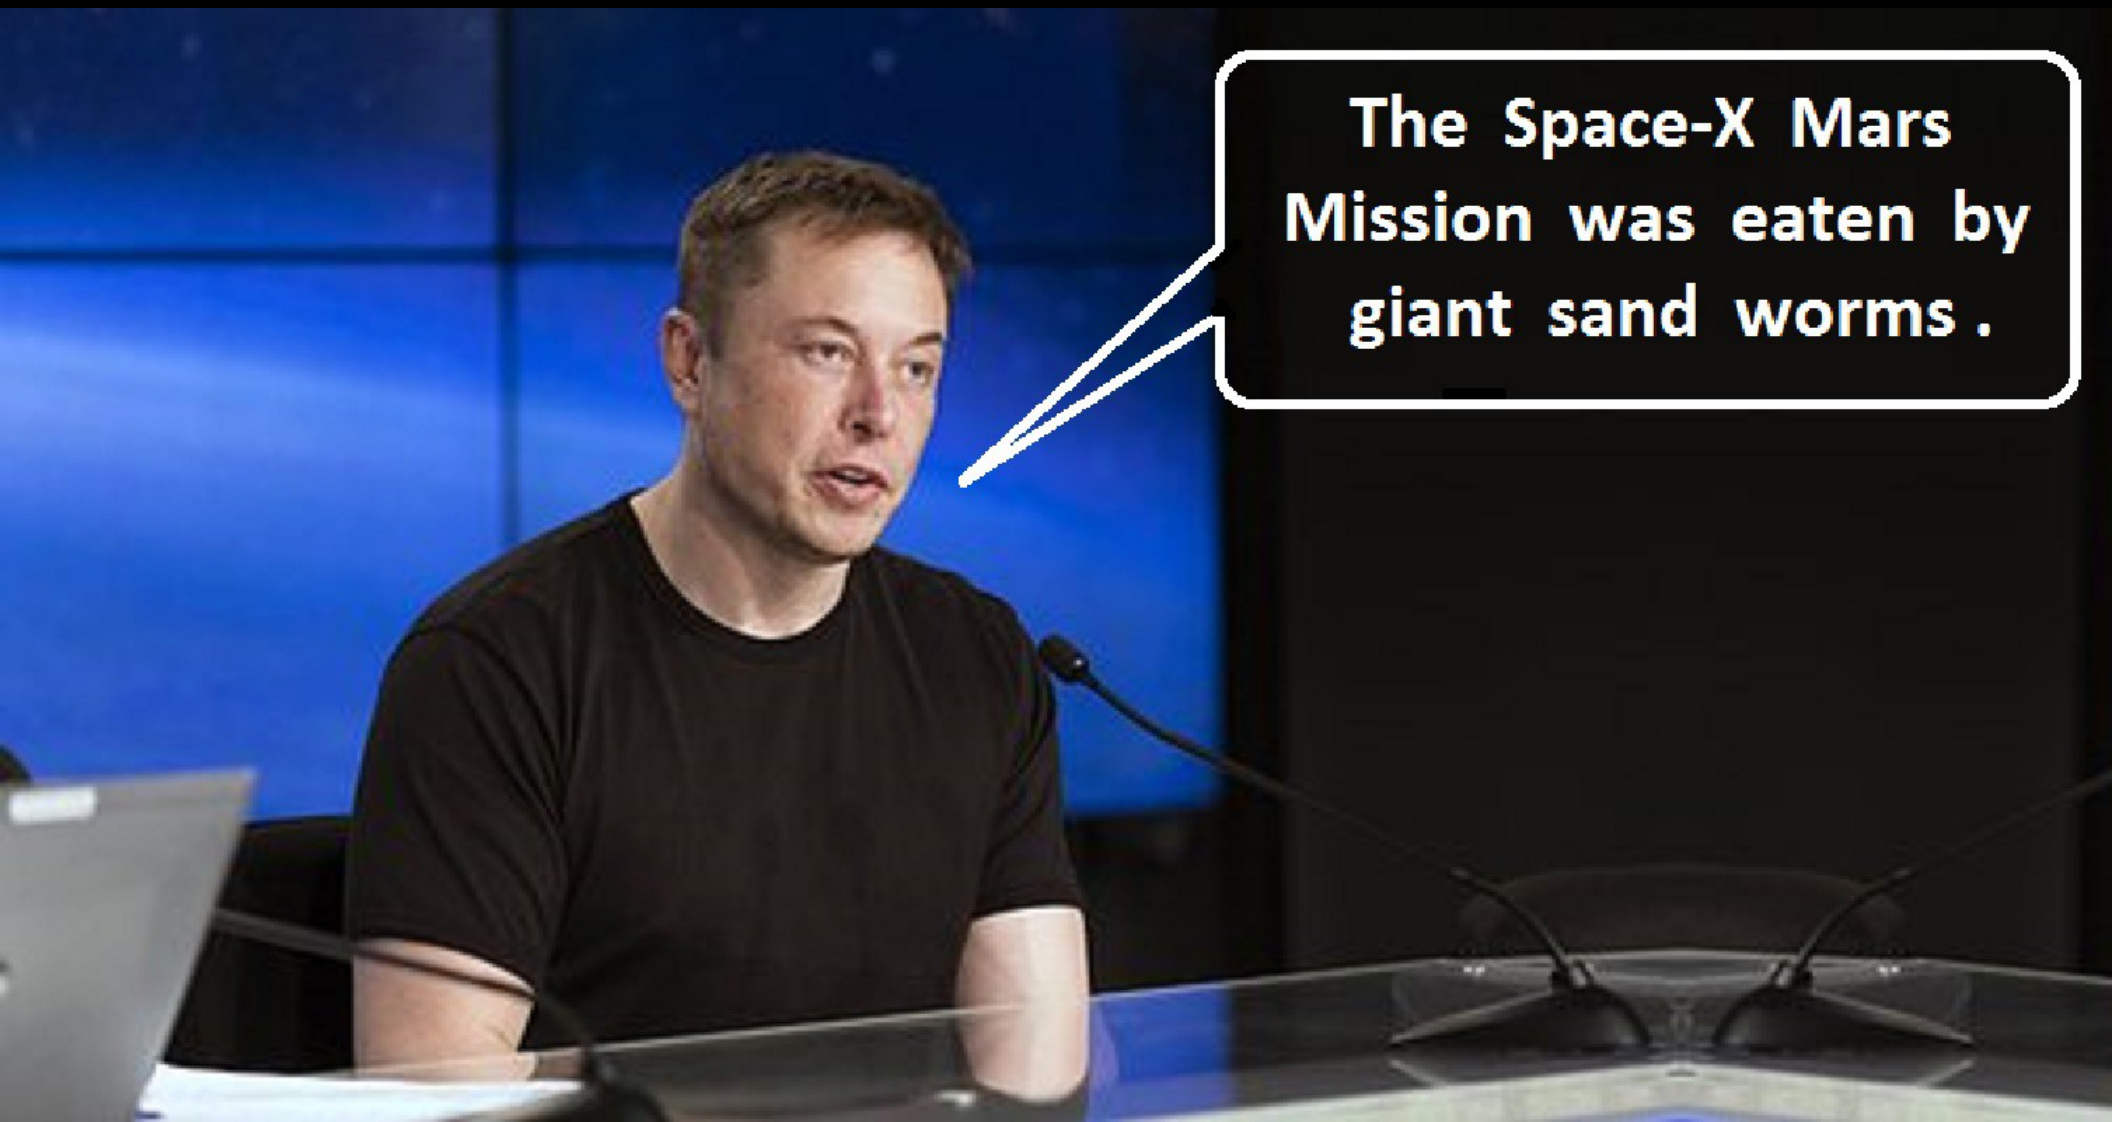 The Space-X Mars
Mission was eaten by
giant sand worms .